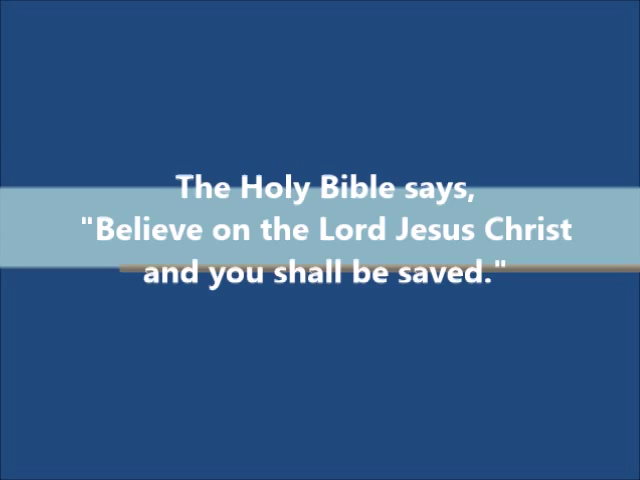 The Holy Bible says,
"Believe on the Lord Jesus Christ
and you shall be saved."